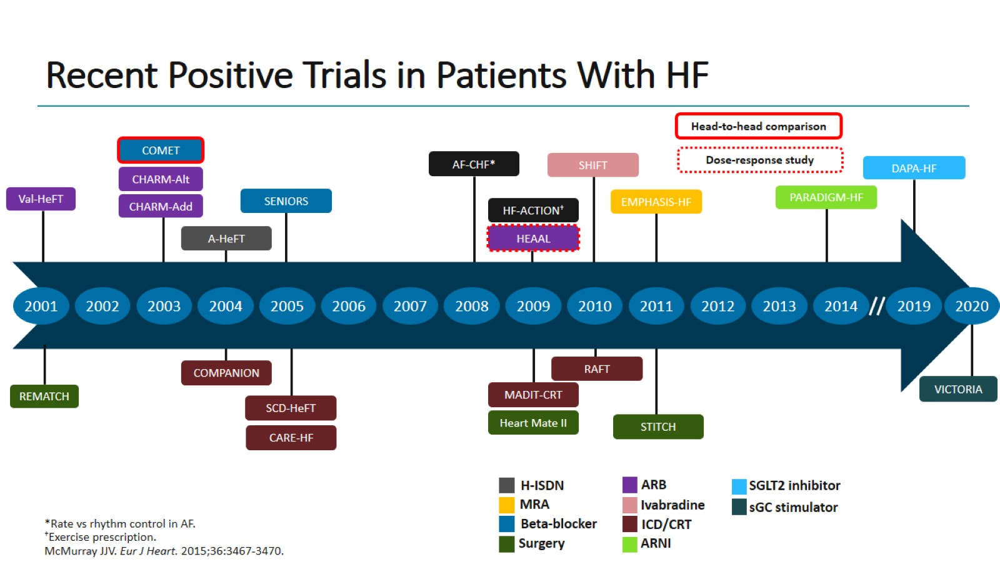 Recent Positive Trials in Patients With HF
Head-to-head comparison
Dose-response study
COMET
CHARM-Alt
CHARM-Add
Val-HeFT
A-HeFT
SENIORS
AF-CHF*
HF-ACTION†
HEAAL
SHIFT
EMPHASIS-HF
PARADIGM-HF
DAPA-HF
2001 2002 2003 2004 2005 2006 2007 2008 2009 2010 2011 2012 2013 2014 // 2019 2020
REMATCH
COMPANION
SCD-HeFT
CARE-HF
MADIT-CRT
Heart Mate II
RAFT
STITCH
VICTORIA
H-ISDN
MRA
Beta-blocker
Surgery
ARB
Ivabradine
ICD/CRT
ARNI
SGLT2 inhibitor
sGC stimulator
*Rate vs rhythm control in AF.
†Exercise prescription.
McMurray JJV. Eur J Heart. 2015;36:3467-3470.